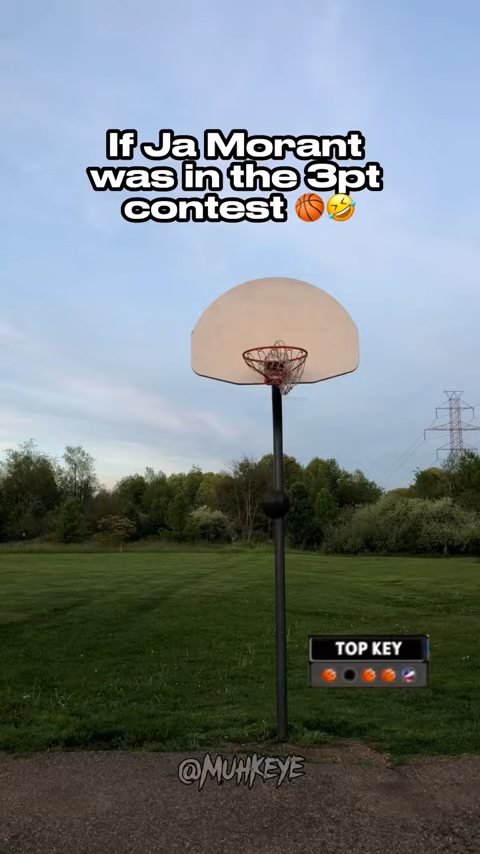 If Ja Morant
was in the 3pt
contest 🏀🤣
TOP KEY
@MUHKEYE